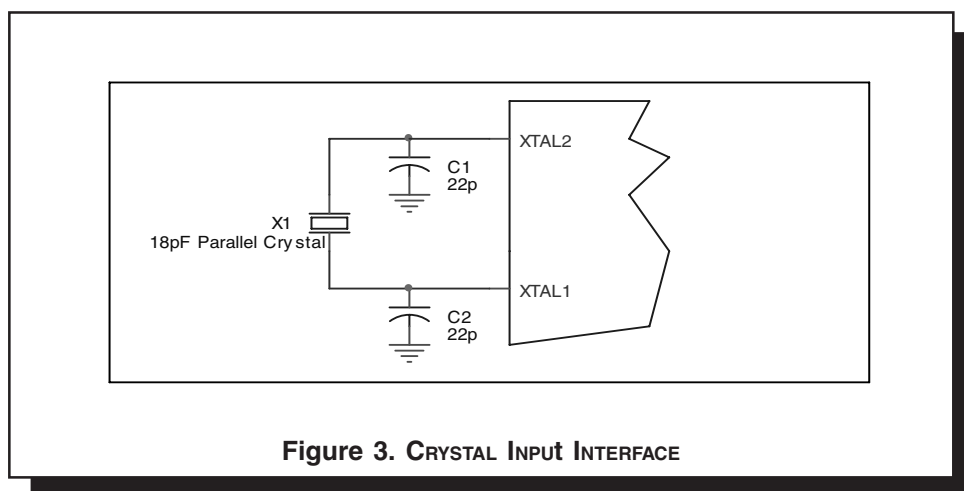 XTAL2
C1
22p
X1
18pF Parallel Crystal
XTAL1
C2
22p
Figure 3. CRYSTAL INPUt INTERFACE